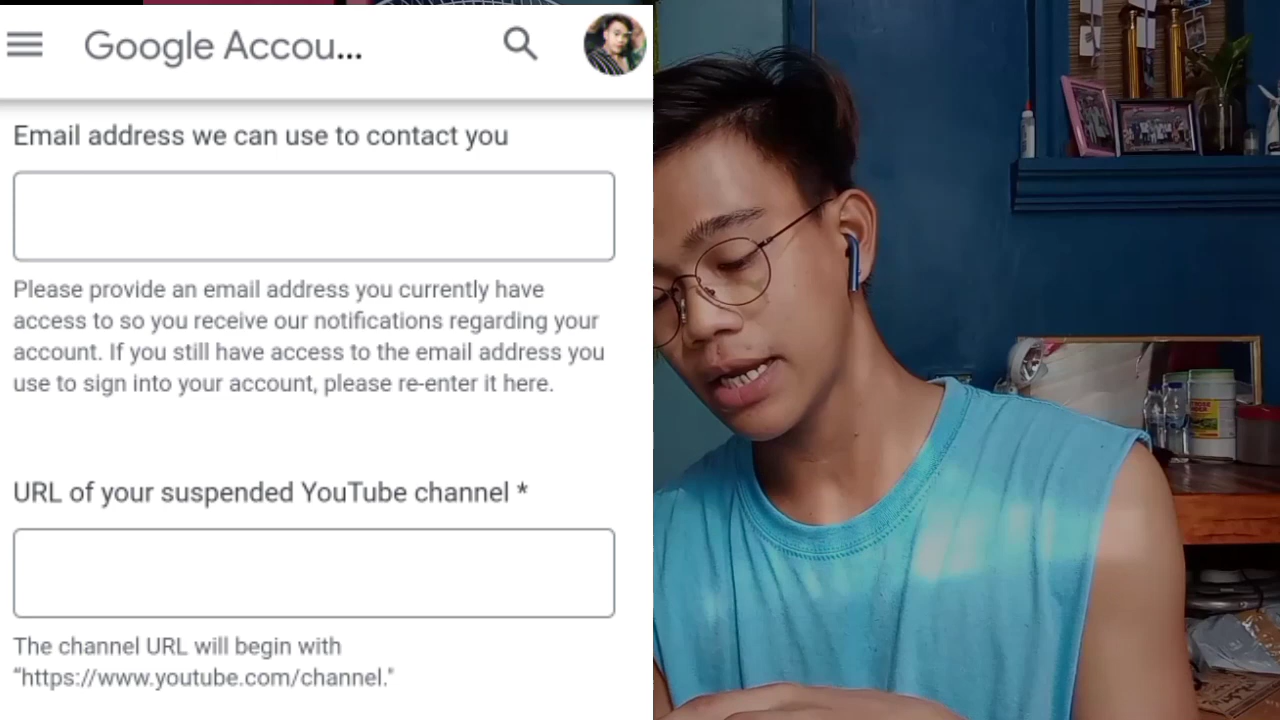 Google Accou...
Email address we can use to contact you
Please provide an email address you currently have
access to so you receive our notifications regarding your
account. If you still have access to the email address you
use to sign into your account, please re-enter it here.
URL of your suspended YouTube channel *
The channel URL will begin with
“https://www.youtube.com/channel."